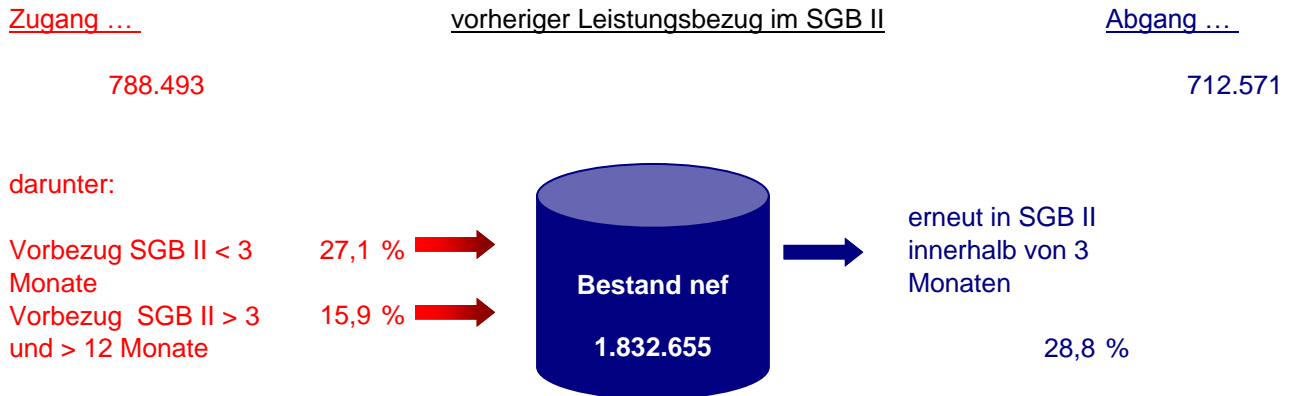 Zugang …
vorheriger Leistungsbezug im SGB II
Abgang …
788.493
712.571
darunter:
Vorbezug SGB II < 3
Monate
27,1 %
Vorbezug SGB II > 3
und > 12 Monate
15,9 %
Bestand nef
1.832.655
erneut in SGB II
innerhalb von 3
Monaten
28,8 %